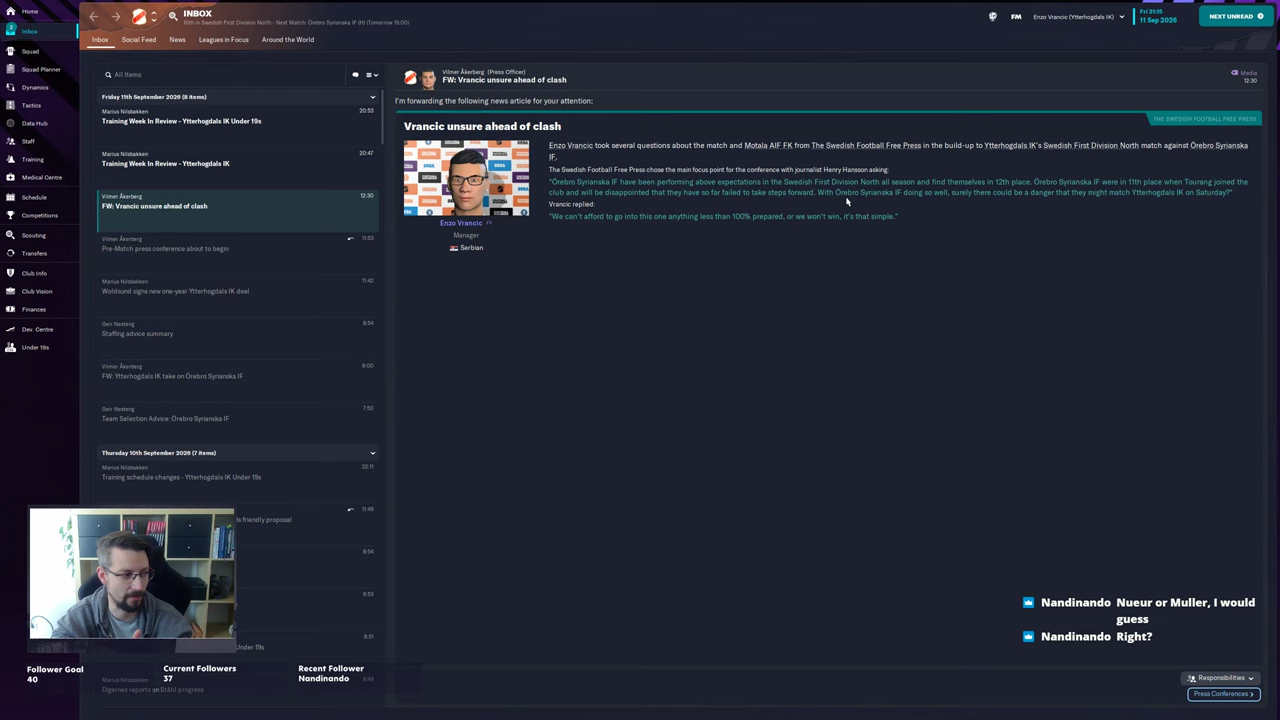 Home
Inbox
Squad
Squad Planner
Dynamics
Tactics
Data Hub
Staff
Training
Medical Centre
Schedule
Competitions
Scouting
Transfers
Club Info
Club Vision
Finances
Dev. Centre
Under 19s
INBOX
10th in Swedish First Division North - Next Match: Örebro Syrianska IF (H) (Tomorrow 15:00)
FM
Enzo Vrancic (Ytterhogdals IK)
Fri 21:15
11 Sep 2026
NEXT UNREAD
Inbox
Social Feed
News
Leagues in Focus
Around the World
All Items
Friday 11th September 2026 (8 items)
Marius Nilsbakken
20:53
Training Week In Review - Ytterhogdals IK Under 19s
Marius Nilsbakken
20:47
Training Week In Review - Ytterhogdals IK
Vilmer Åkerberg
12:30
FW: Vrancic unsure ahead of clash
Vilmer Åkerberg
11:53
Pre-Match press conference about to begin
Marius Nilsbakken
11:42
Woldsund signs new one-year Ytterhogdals IK deal
Geir Nesteng
8:54
Staffing advice summary
Vilmer Åkerberg
8:00
FW: Ytterhogdals IK take on Örebro Syrianska IF
Geir Nesteng
7:50
Team Selection Advice: Örebro Syrianska IF
Thursday 10th September 2026 (7 items)
Marius Nilsbakken
22:11
Training schedule changes - Ytterhogdals IK Under 19s
11:49
friendly proposal
8:54
8:53
8:51
Under 19s
Marius
Digernes reports on Ståhl progress
Vilmer Åkerberg (Press Officer)
FW: Vrancic unsure ahead of clash
Media
12:30
I'm forwarding the following news article for your attention:
THE SWEDISH FOOTBALL FREE PRESS
Vrancic unsure ahead of clash
Enzo Vrancic
Manager
Serbian
Enzo Vrancic took several questions about the match and Motala AIF FK from The Swedish Football Free Press in the build-up to Ytterhogdals IK's Swedish First Division North match against Örebro Syrianska
IF.
The Swedish Football Free Press chose the main focus point for the conference with journalist Henry Hansson asking:
"Örebro Syrianska IF have been performing above expectations in the Swedish First Division North all season and find themselves in 12th place. Örebro Syrianska IF were in 11th place when Tourang joined the
club and will be disappointed that they have so far failed to take steps forward. With Örebro Syrianska IF doing so well, surely there could be a danger that they might match Ytterhogdals IK on Saturday?"
Vrancic replied:
"We can't afford to go into this one anything less than 100% prepared, or we won't win, it's that simple."
Nandinando Nueur or Muller, I would
guess
Nandinando Right?
Responsibilities
Press Conferences
Follower Goal
40
Current Followers
37
Recent Follower
Nandinando